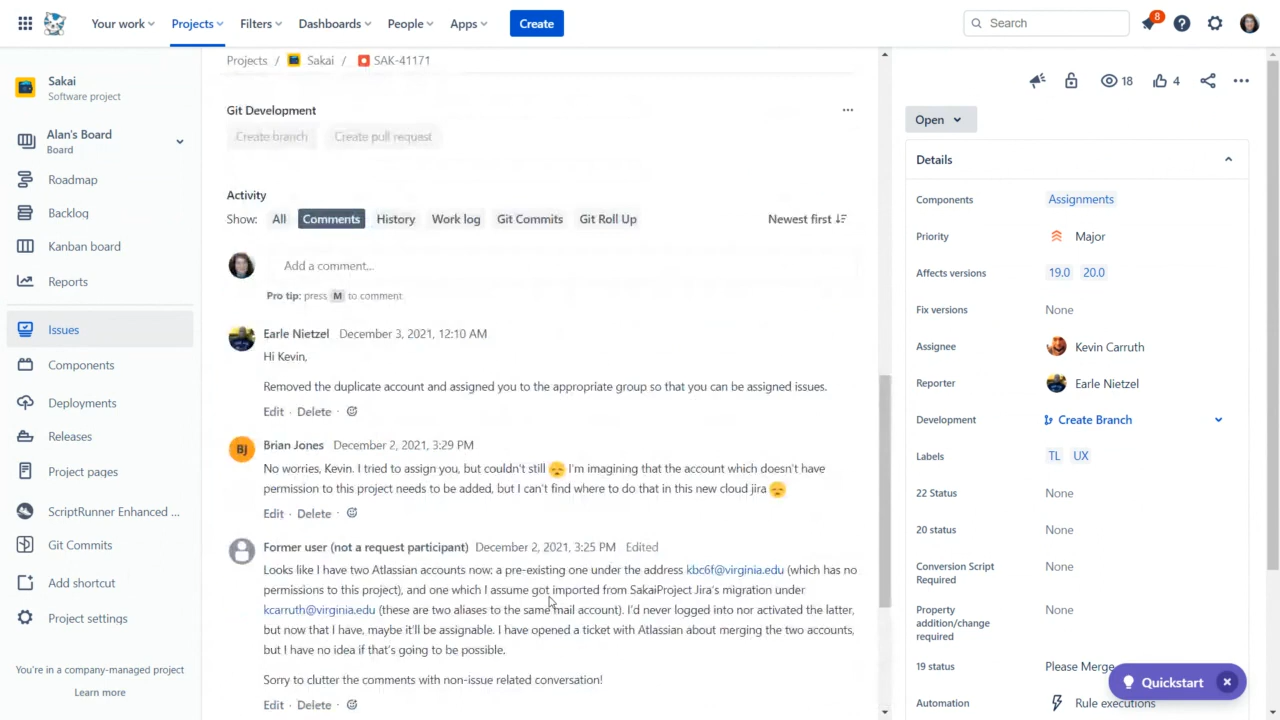 Your work
Projects
Filters
Dashboards
People
Apps
Create
Search
8
Sakai
Software project
Alan's Board
Board
Roadmap
Backlog
Kanban board
Reports
Issues
Components
Deployments
Releases
Project pages
ScriptRunner Enhanced ...
Git Commits
Add shortcut
Project settings
You're in a company-managed project
Learn more
Projects / Sakai / SAK-41171
Git Development
Create branch
Create pull request
Activity
Show: All Comments History Work log Git Commits Git Roll Up Newest first
Add a comment...
Pro tip: press M to comment
Earle Nietzel December 3, 2021, 12:10 AM
Hi Kevin,
Removed the duplicate account and assigned you to the appropriate group so that you can be assigned issues.
Edit · Delete ·
BJ
Brian Jones December 2, 2021, 3:29 PM
No worries, Kevin. I tried to assign you, but couldn't still 😞 I'm imagining that the account which doesn't have
permission to this project needs to be added, but I can't find where to do that in this new cloud jira 😞
Edit · Delete ·
Former user (not a request participant) December 2, 2021, 3:25 PM Edited
Looks like I have two Atlassian accounts now: a pre-existing one under the address kbc6f@virginia.edu (which has no
permissions to this project), and one which I assume got imported from SakaiProject Jira's migration under
kcarruth@virginia.edu (these are two aliases to the same mail account). I'd never logged into nor activated the latter,
but now that I have, maybe it'll be assignable. I have opened a ticket with Atlassian about merging the two accounts,
but I have no idea if that's going to be possible.
Sorry to clutter the comments with non-issue related conversation!
Edit · Delete ·
18
4
Open
Details
Components Assignments
Priority Major
Affects versions 19.0 20.0
Fix versions None
Assignee Kevin Carruth
Reporter Earle Nietzel
Development Create Branch
Labels TL UX
22 Status None
20 status None
Conversion Script
Required None
Property
addition/change
required None
19 status Please Merge
Automation Rule executions
Quickstart